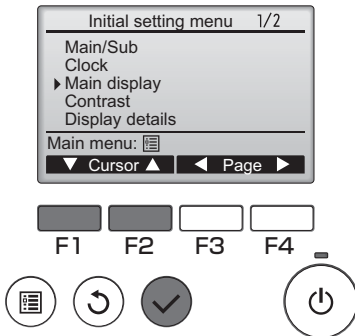 Initial setting menu 1/2
Main/Sub
Clock
Main display
Contrast
Display details
Main menu:
Cursor Page
F1 F2 F3 F4